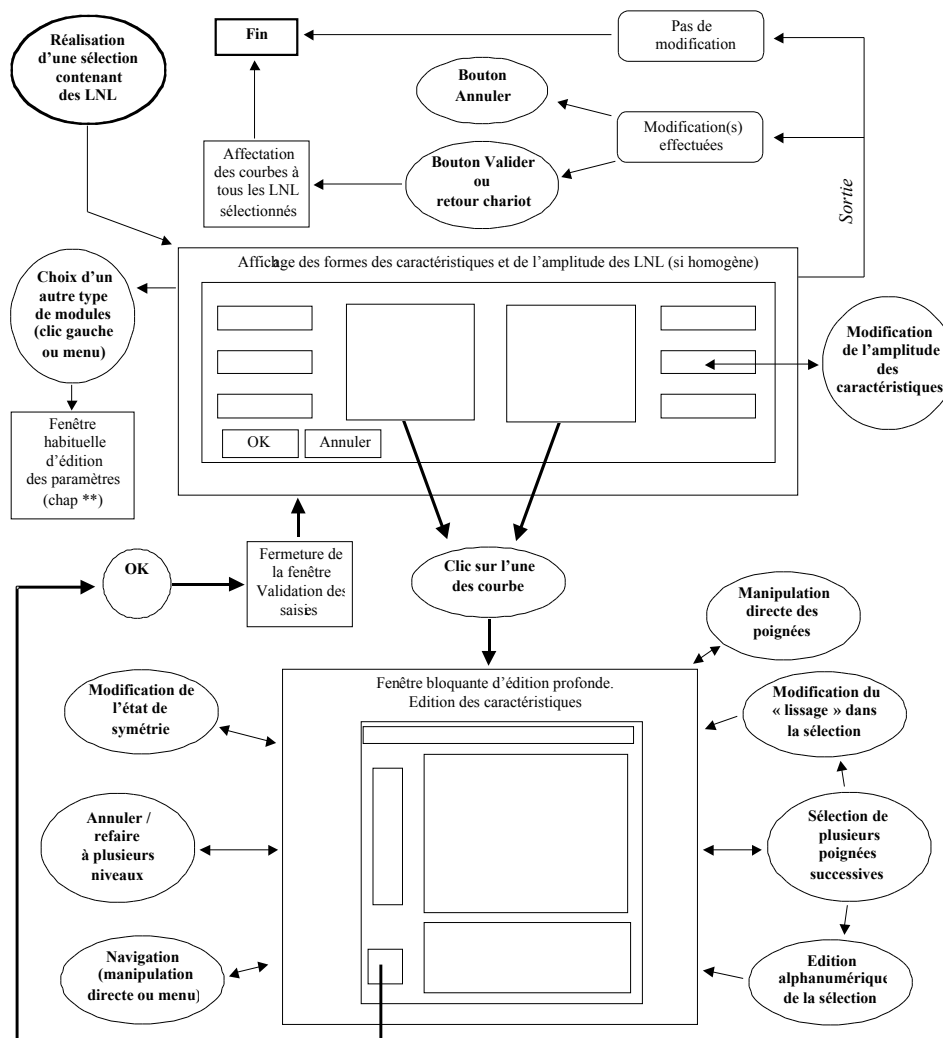 Réalisation
d'une sélection
contenant
des LNL
Fin
Pas de
modification
Bouton
Annuler
Modification(s)
effectuées
Affectation
des courbes à
tous les LNL
sélectionnés
Bouton Valider
ou
retour chariot
Sortie
Affichage des formes des caractéristiques et de l'amplitude des LNL (si homogène)
Choix d'un
autre type
de modules
(clic gauche
ou menu)
Modification
de l'amplitude
des
caractéristiques
OK
Annuler
Fenêtre
habituelle
d'édition
des paramètres
(chap **)
OK
Fermeture de
la fenêtre
Validation des
saisies
Clic sur l'une
des courbe
Manipulation
directe des
poignées
Fenêtre bloquante d'édition profonde.
Edition des caractéristiques
Modification de
l'état de
symétrie
Modification du
« lissage » dans
la sélection
Annuler /
refaire
à plusieurs
niveaux
Sélection de
plusieurs
poignées
successives
Navigation
(manipulation
directe ou menu)
Edition
alphanumérique
de la sélection